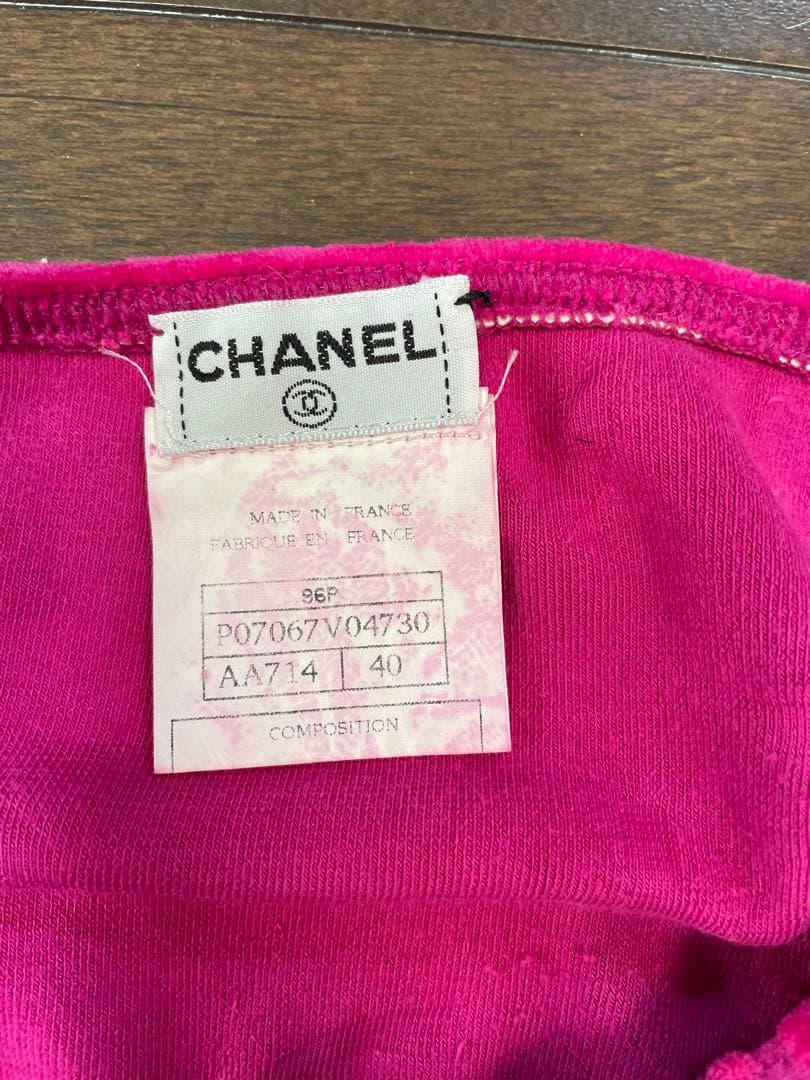 CHANEL
MADE IN FRANCE
FABRIQUE EN FRANCE
96P
P07067V04730
AA714 40
COMPOSITION